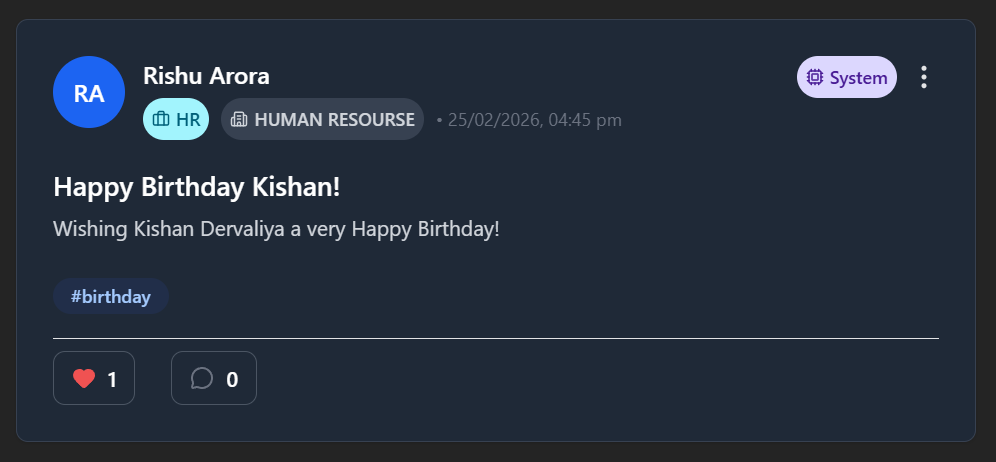 RA
Rishu Arora
System
HR
HUMAN RESOURSE
• 25/02/2026, 04:45 pm
Happy Birthday Kishan!
Wishing Kishan Dervaliya a very Happy Birthday!
#birthday
1
0